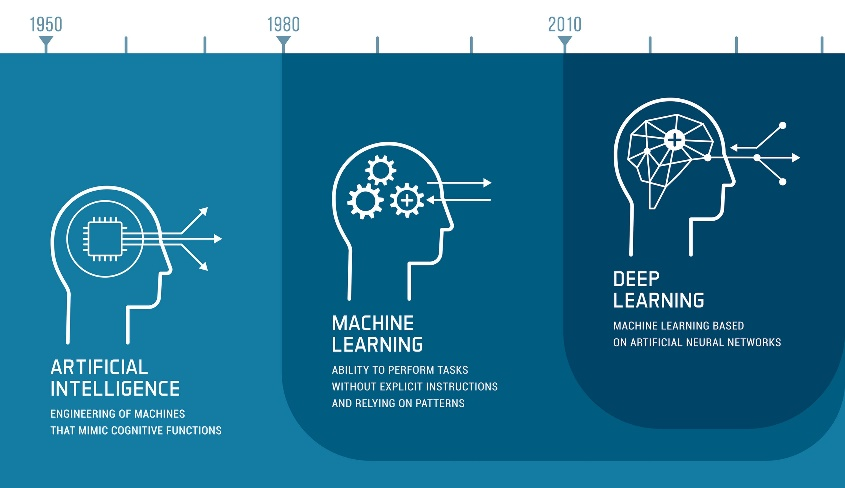 1950
1980
2010
ARTIFICIAL
INTELLIGENCE
ENGINEERING OF MACHINES
THAT MIMIC COGNITIVE FUNCTIONS
MACHINE
LEARNING
ABILITY TO PERFORM TASKS
WITHOUT EXPLICIT INSTRUCTIONS
AND RELYING ON PATTERNS
DEEP
LEARNING
MACHINE LEARNING BASED
ON ARTIFICIAL NEURAL NETWORKS